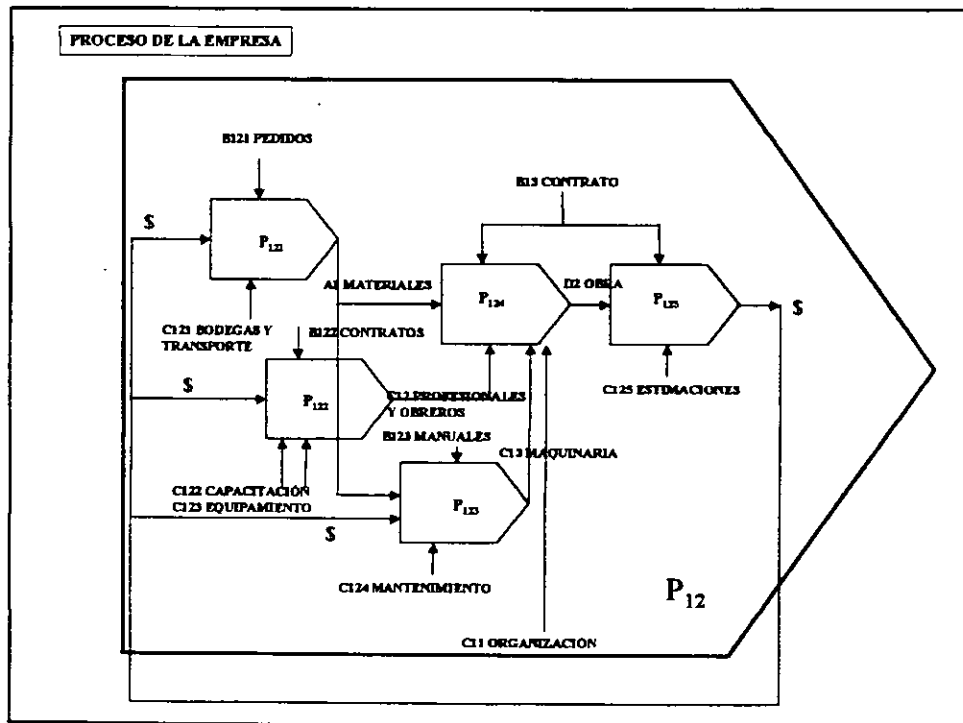 PROCESO DE LA EMPRESA
B121 PEDIDOS
B13 CONTRATO
$
P121
A1 MATERIALES
P124
D2 OBRA
P125
$
C121 BODEGAS Y
TRANSPORTE
B122 CONTRATOS
$
P122
C12 PROFESIONALES
Y OBREROS
C125 ESTIMACIONES
B123 MANUALES
C13 MAQUINARIA
C122 CAPACITACIÓN
C123 EQUIPAMIENTO
$
P123
C124 MANTENIMIENTO
P12
C11 ORGANIZACIÓN